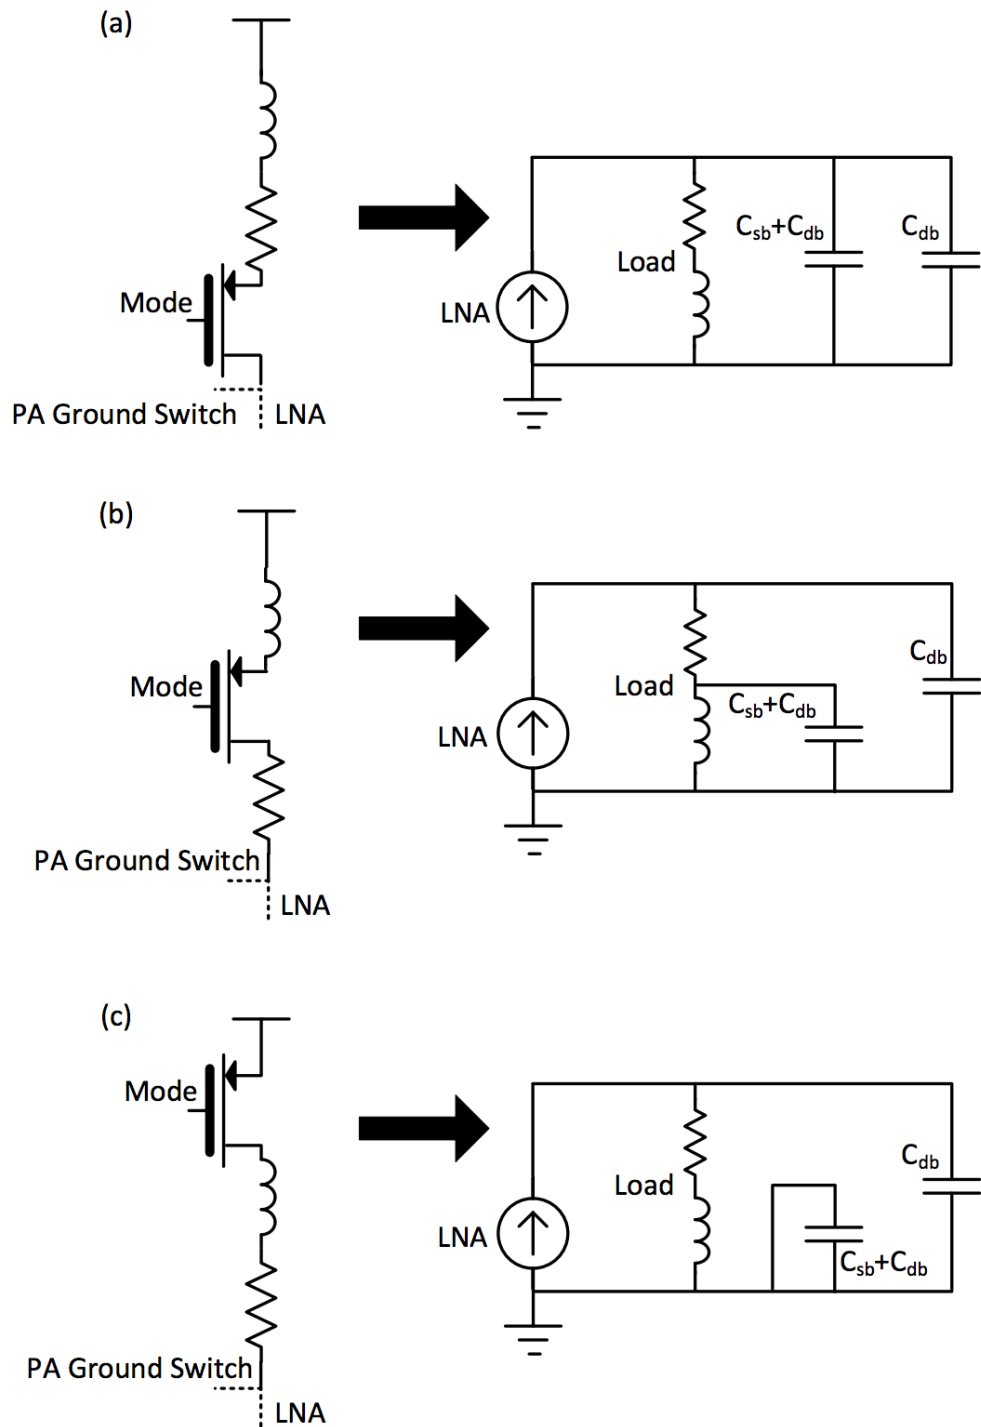 (a)
Mode
PA Ground Switch
LNA
LNA
Load
Csb+Cdb
Cdb
(b)
Mode
PA Ground Switch
LNA
LNA
Load
Csb+Cdb
Cdb
(c)
Mode
PA Ground Switch
LNA
LNA
Load
Csb+Cdb
Cdb